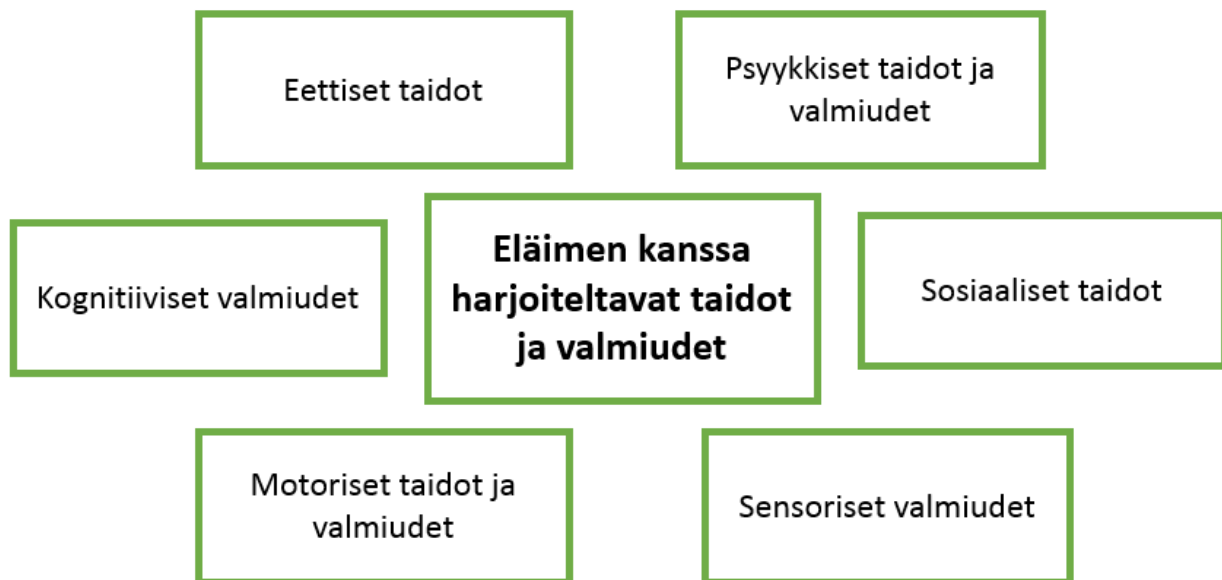 Eettiset taidot
Psyykkiset taidot ja
valmiudet
Kognitiiviset valmiudet
Eläimen kanssa
harjoiteltavat taidot
ja valmiudet
Sosiaaliset taidot
Motoriset taidot ja
valmiudet
Sensoriset valmiudet